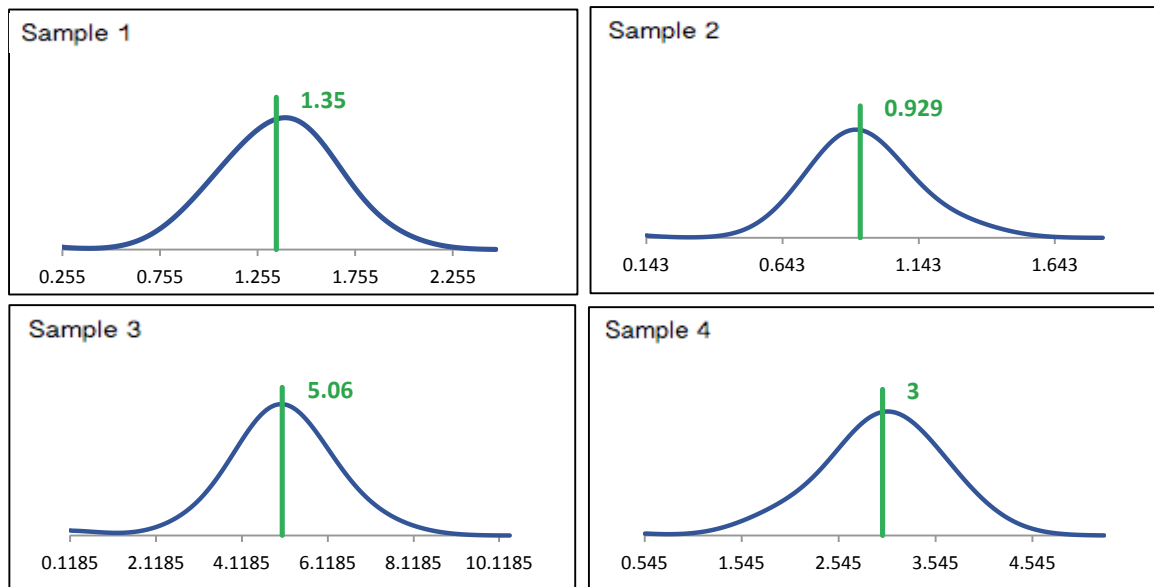 Sample 1
1.35
0.255 0.755 1.255 1.755 2.255
Sample 2
0.929
0.143 0.643 1.143 1.643
Sample 3
5.06
0.1185 2.1185 4.1185 6.1185 8.1185 10.1185
Sample 4
3
0.545 1.545 2.545 3.545 4.545